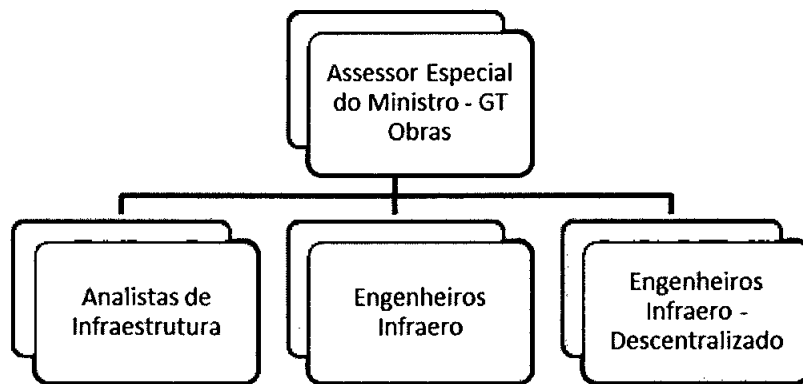 Assessor Especial
do Ministro - GT
Obras
Analistas de
Infraestrutura
Engenheiros
Infraero
Engenheiros
Infraero -
Descentralizado